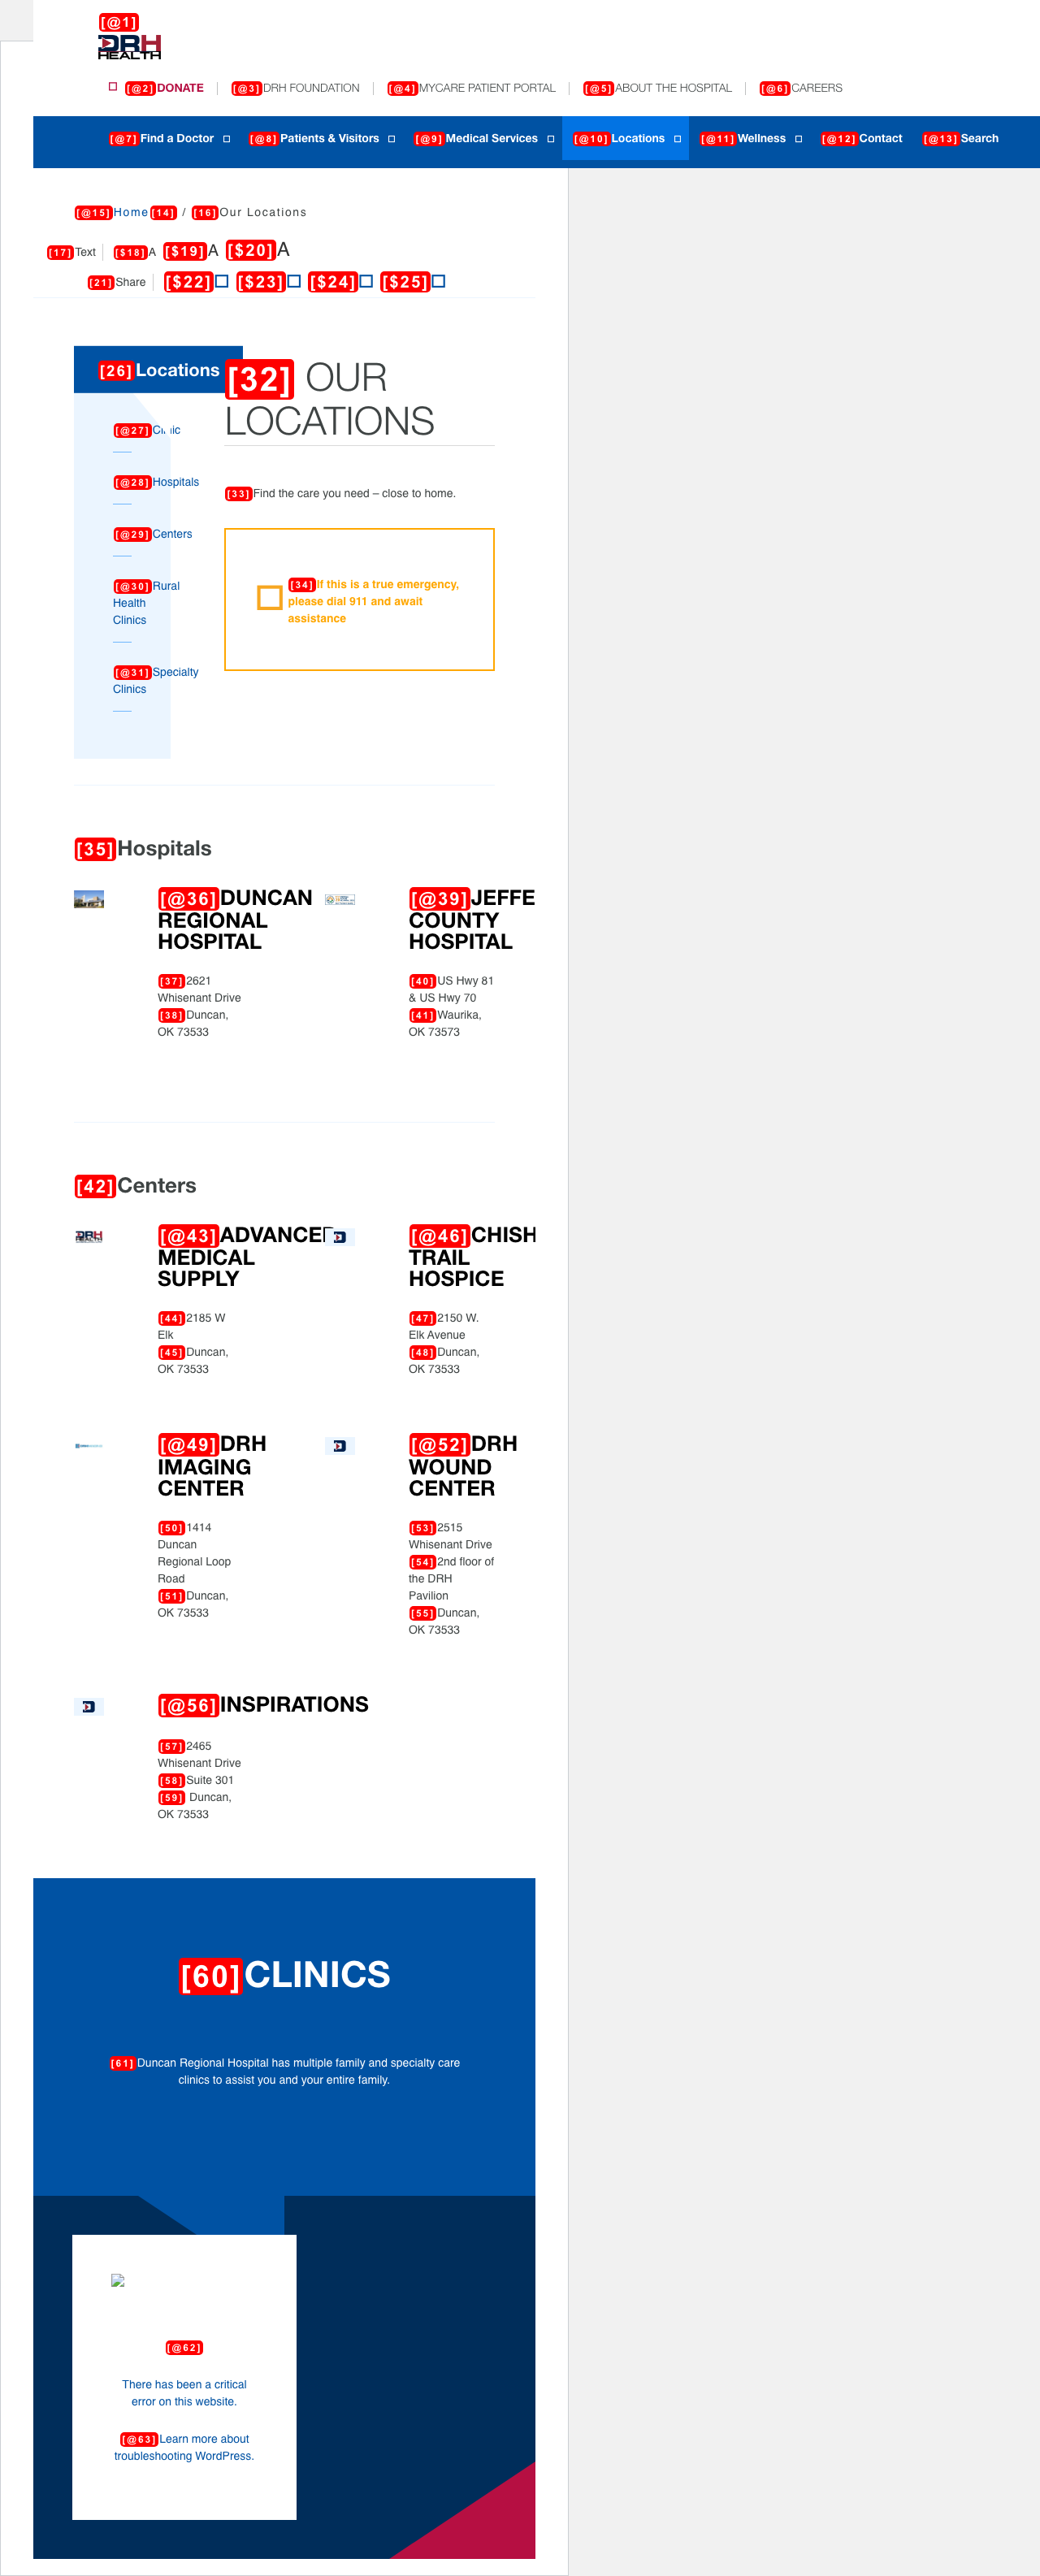 [@1]
DRH
HEALTH
[@2]DONATE
[@3]DRH FOUNDATION
[@4]MYCARE PATIENT PORTAL
[@5]ABOUT THE HOSPITAL
[@6]CAREERS
[@7]Find a Doctor
[@8]Patients & Visitors
[@9]Medical Services
[@10]Locations
[@11]Wellness
[@12]Contact
[@13]Search
[@15]Home[14] / [16]Our Locations
[17]Text [$18]A [$19]A [$20]A
[21]Share [$22] [$23] [$24] [$25]
[26]Locations
[@27]Clinic
[@28]Hospitals
[@29]Centers
[@30]Rural
Health
Clinics
[@31]Specialty
Clinics
[32] OUR
LOCATIONS
[33]Find the care you need – close to home.
[34]If this is a true emergency,
please dial 911 and await
assistance
[35]Hospitals
[@36]DUNCAN
REGIONAL
HOSPITAL
[37]2621
Whisenant Drive
[38]Duncan,
OK 73533
[@39]JEFFE
COUNTY
HOSPITAL
[40]US Hwy 81
& US Hwy 70
[41]Waurika,
OK 73573
[42]Centers
DRH
HEALTH
[@43]ADVANCED
MEDICAL
SUPPLY
[44]2185 W
Elk
[45]Duncan,
OK 73533
[@46]CHISH
TRAIL
HOSPICE
[47]2150 W.
Elk Avenue
[48]Duncan,
OK 73533
[@49]DRH
IMAGING
CENTER
[50]1414
Duncan
Regional Loop
Road
[51]Duncan,
OK 73533
[@52]DRH
WOUND
CENTER
[53]2515
Whisenant Drive
[54]2nd floor of
the DRH
Pavilion
[55]Duncan,
OK 73533
[@56]INSPIRATIONS
[57]2465
Whisenant Drive
[58]Suite 301
[59] Duncan,
OK 73533
[60]CLINICS
[61]Duncan Regional Hospital has multiple family and specialty care
clinics to assist you and your entire family.
[@62]
There has been a critical
error on this website.
[@63]Learn more about
troubleshooting WordPress.